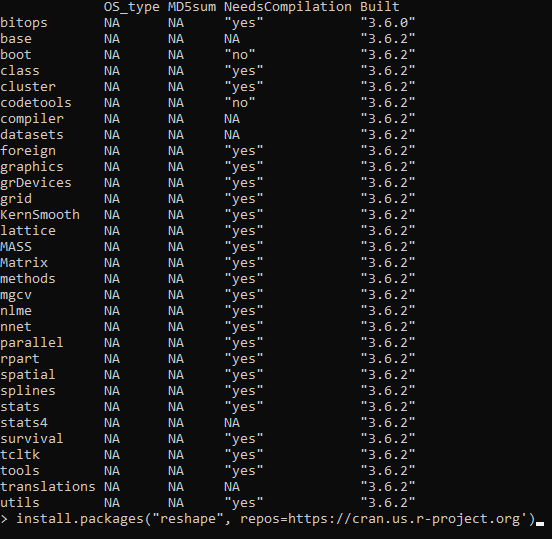 OS_type MD5sum NeedsCompilation Built
bitops NA NA "yes" "3.6.0"
base NA NA NA "3.6.2"
boot NA NA "no" "3.6.2"
class NA NA "yes" "3.6.2"
cluster NA NA "yes" "3.6.2"
codetools NA NA "no" "3.6.2"
compiler NA NA NA "3.6.2"
datasets NA NA NA "3.6.2"
foreign NA NA "yes" "3.6.2"
graphics NA NA "yes" "3.6.2"
grDevices NA NA "yes" "3.6.2"
grid NA NA "yes" "3.6.2"
KernSmooth NA NA "yes" "3.6.2"
lattice NA NA "yes" "3.6.2"
MASS NA NA "yes" "3.6.2"
Matrix NA NA "yes" "3.6.2"
methods NA NA "yes" "3.6.2"
mgcv NA NA "yes" "3.6.2"
nlme NA NA "yes" "3.6.2"
nnet NA NA "yes" "3.6.2"
parallel NA NA "yes" "3.6.2"
rpart NA NA "yes" "3.6.2"
spatial NA NA "yes" "3.6.2"
splines NA NA "yes" "3.6.2"
stats NA NA "yes" "3.6.2"
stats4 NA NA NA "3.6.2"
survival NA NA "yes" "3.6.2"
tcltk NA NA "yes" "3.6.2"
tools NA NA "yes" "3.6.2"
translations NA NA NA "3.6.2"
utils NA NA "yes" "3.6.2"
> install.packages("reshape", repos=https://cran.us.r-project.org')